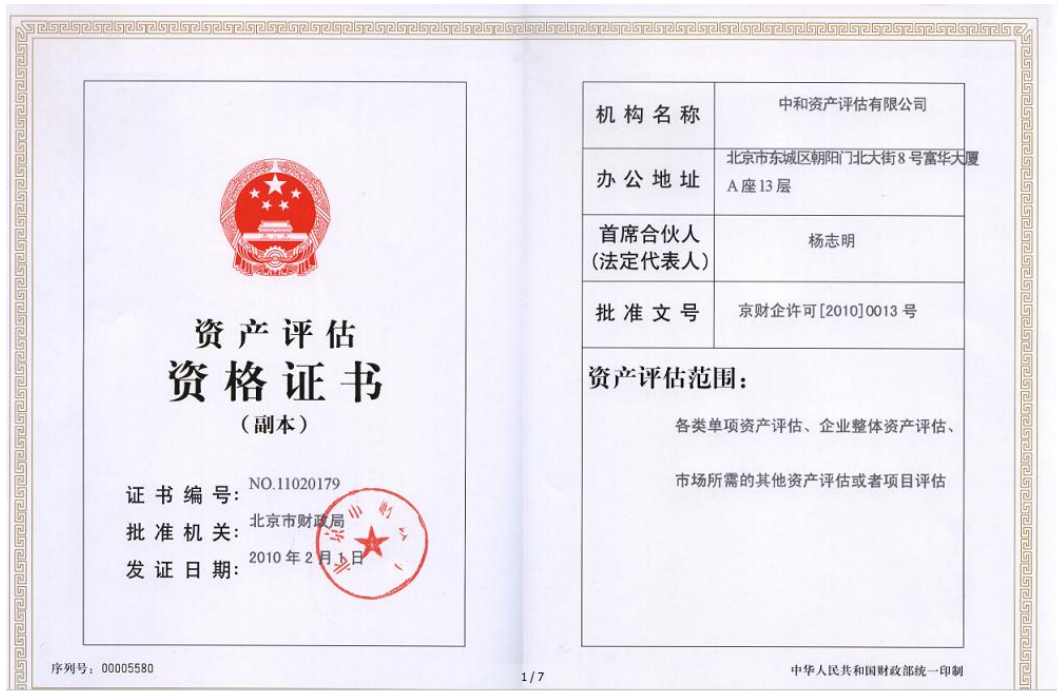 资产评估
资格证书
（副本）
证书编号: NO.11020179
批准机关: 北京市财政局
发证日期: 2010年2月1日
北京市财政局
序列号: 00005580
机构名称 中和资产评估有限公司
办公地址 北京市东城区朝阳门北大街8号富华大厦
A座13层
首席合伙人
(法定代表人) 杨志明
批准文号 京财企许可[2010]0013号
资产评估范围:
各类单项资产评估、企业整体资产评估、
市场所需的其他资产评估或者项目评估
中华人民共和国财政部统一印制
1/7